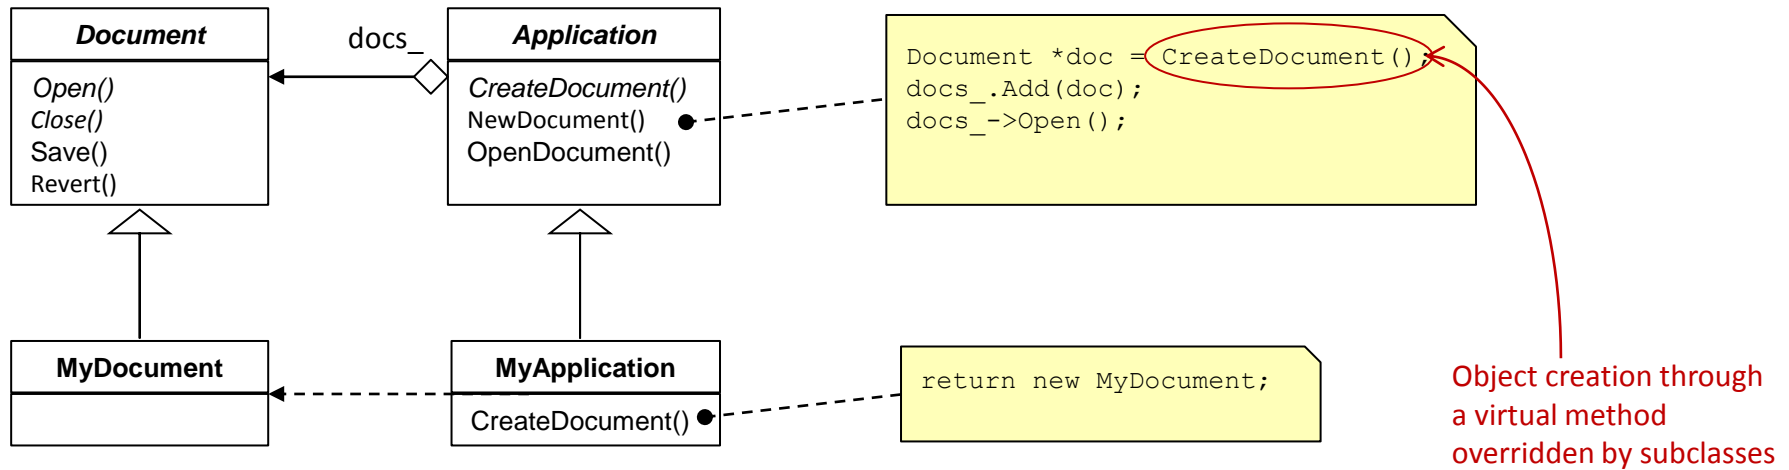 Document
Open()
Close()
Save()
Revert()
docs_
Application
CreateDocument()
NewDocument()
OpenDocument()
Document *doc = CreateDocument();
docs_.Add(doc);
docs_->Open();
MyDocument
MyApplication
CreateDocument()
return new MyDocument;
Object creation through
a virtual method
overridden by subclasses